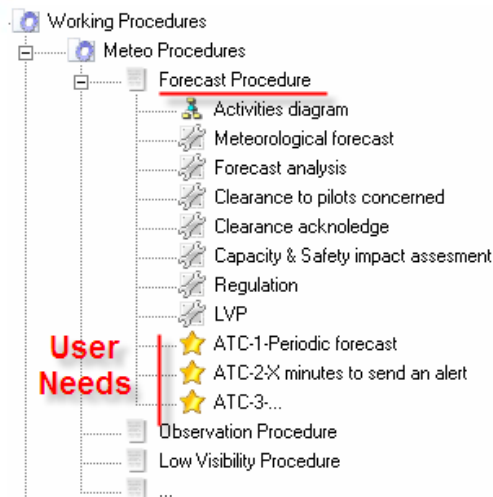 Working Procedures
Meteo Procedures
Forecast Procedure
Activities diagram
Meteorological forecast
Forecast analysis
Clearance to pilots concerned
Clearance acknoledge
Capacity & Safety impact assesment
Regulation
LVP
User Needs
ATC-1-Periodic forecast
ATC-2-X minutes to send an alert
ATC-3-...
Observation Procedure
Low Visibility Procedure
...